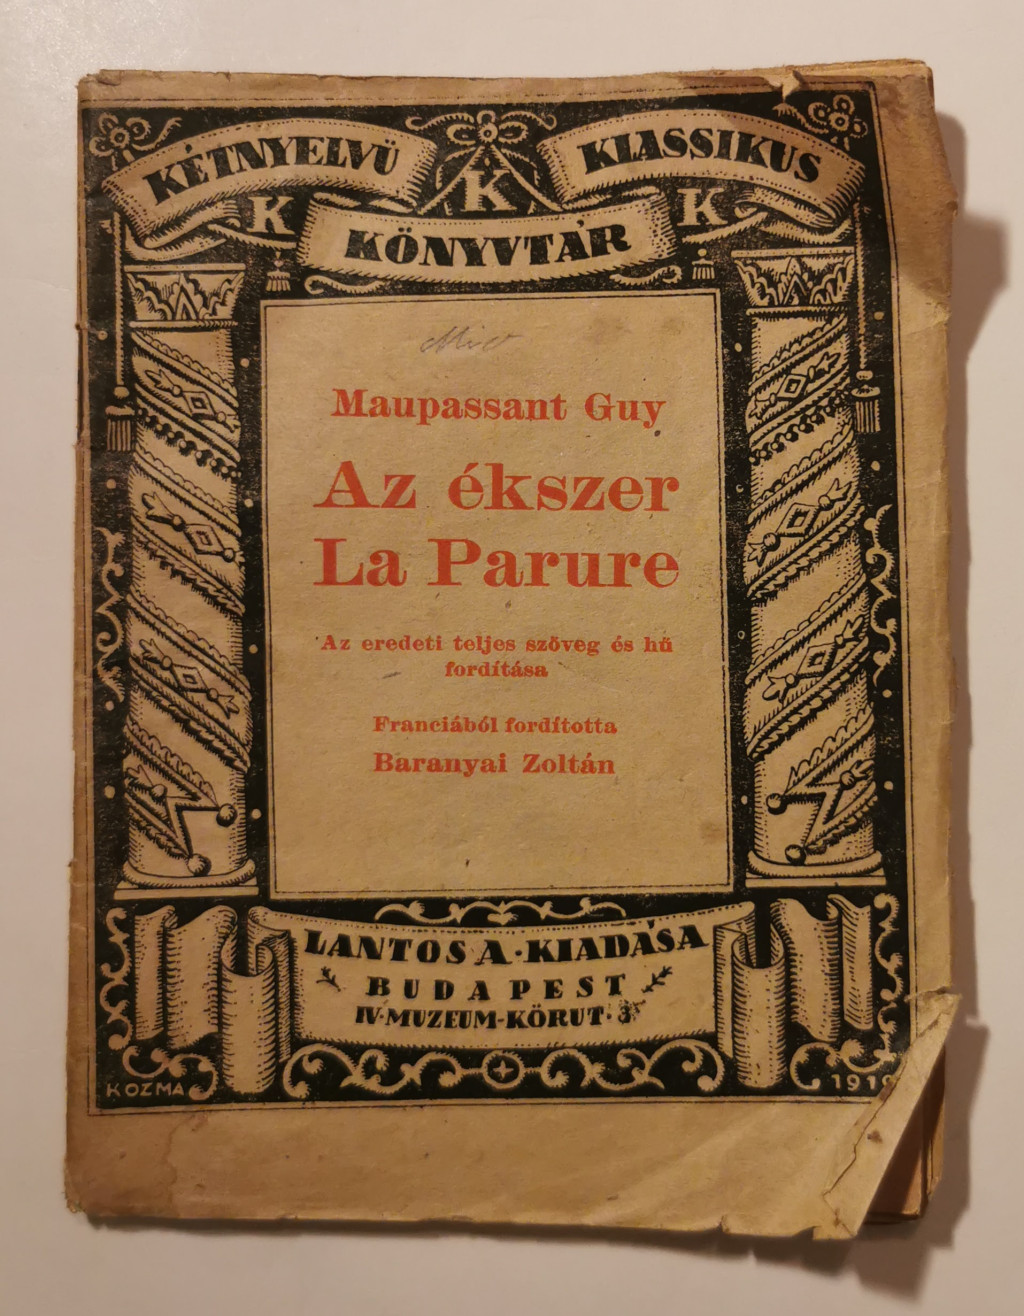 KÉTNYELVÜ KLASSIKUS
K K K
KÖNYVTÁR
Maupassant Guy
Az ékszer
La Parure
Az eredeti teljes szöveg és hű
fordítása
Franciából fordította
Baranyai Zoltán
LANTOS A·KIADÁSA
BUDAPEST
IV·MUZEUM-KÖRUT·3
KOZMA